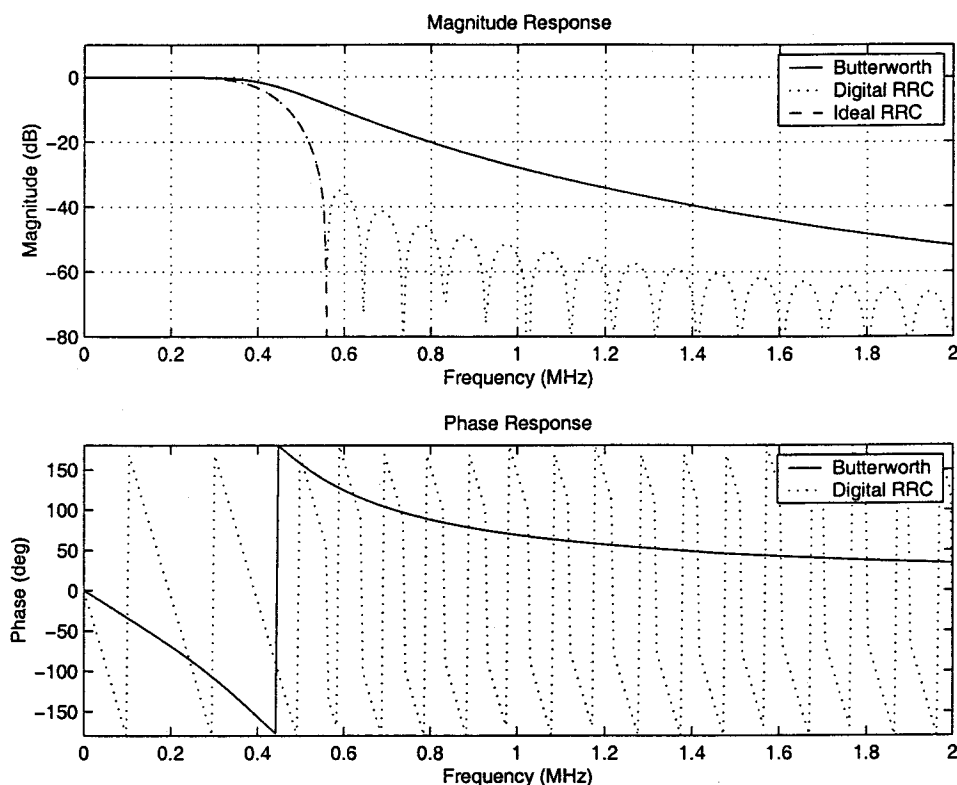 Magnitude Response
Magnitude (dB)
0
−20
−40
−60
−80
Butterworth
Digital RRC
Ideal RRC
0 0.2 0.4 0.6 0.8 1 1.2 1.4 1.6 1.8 2
Frequency (MHz)
Phase Response
Phase (deg)
150
100
50
0
−50
−100
−150
Butterworth
Digital RRC
0 0.2 0.4 0.6 0.8 1 1.2 1.4 1.6 1.8 2
Frequency (MHz)